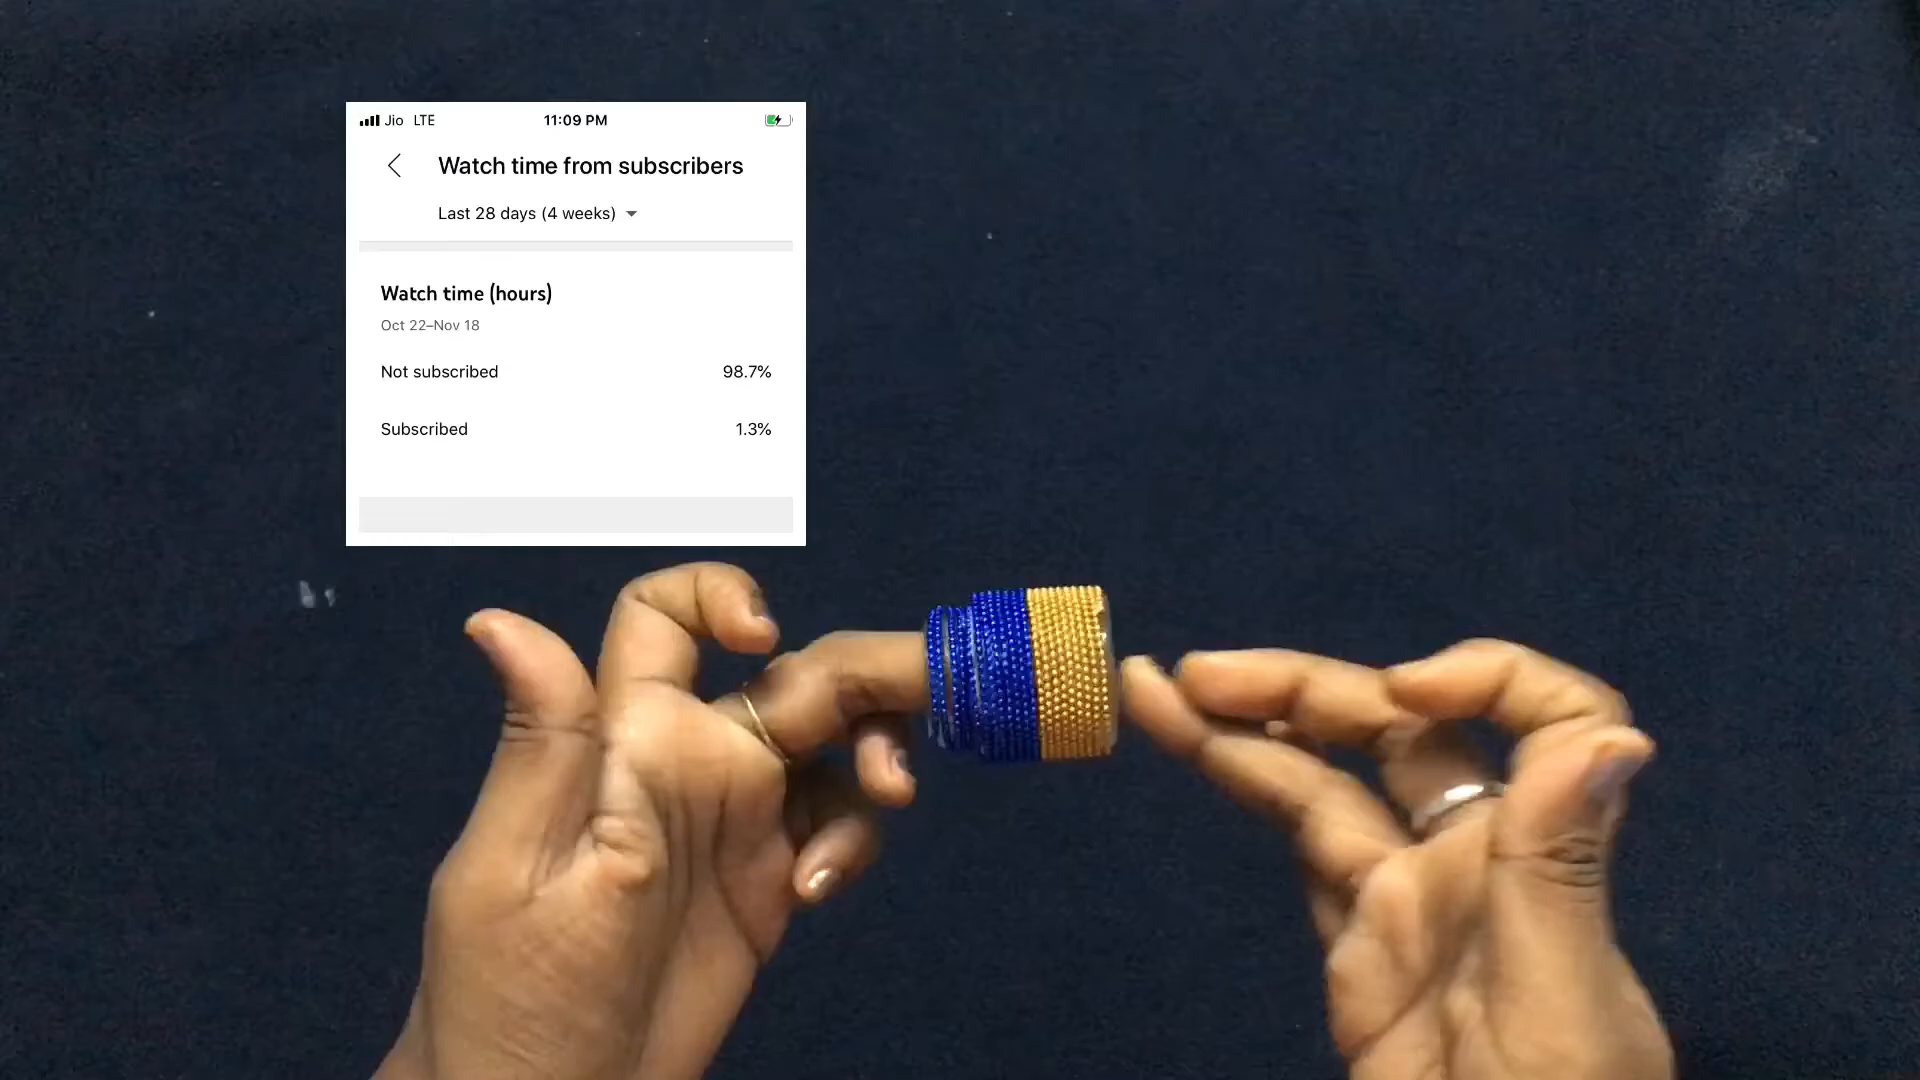 Jio LTE 11:09 PM
Watch time from subscribers
Last 28 days (4 weeks)
Watch time (hours)
Oct 22–Nov 18
Not subscribed 98.7%
Subscribed 1.3%